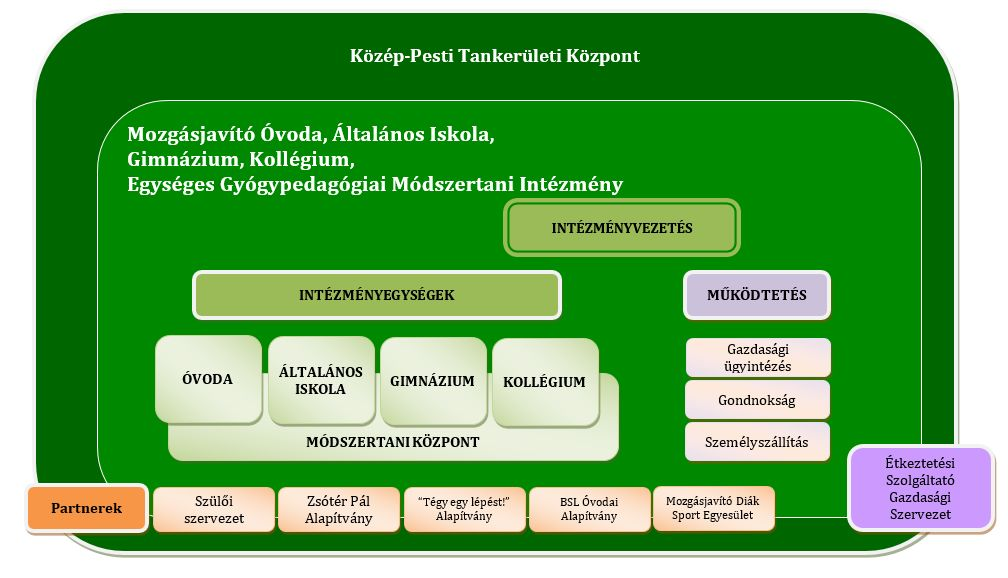 Közép-Pesti Tankerületi Központ
Mozgásjavító Óvoda, Általános Iskola,
Gimnázium, Kollégium,
Egységes Gyógypedagógiai Módszertani Intézmény
INTÉZMÉNYVEZETÉS
INTÉZMÉNYEGYSÉGEK
MŰKÖDTETÉS
ÓVODA
ÁLTALÁNOS
ISKOLA
GIMNÁZIUM
KOLLÉGIUM
MÓDSZERTANI KÖZPONT
Gazdasági
ügyintézés
Gondnokság
Személyszállítás
Étkeztetési
Szolgáltató
Gazdasági
Szervezet
Partnerek
Szülői
szervezet
Zsótér Pál
Alapítvány
"Tégy egy lépést!"
Alapítvány
BSL Óvodai
Alapítvány
Mozgásjavító Diák
Sport Egyesület